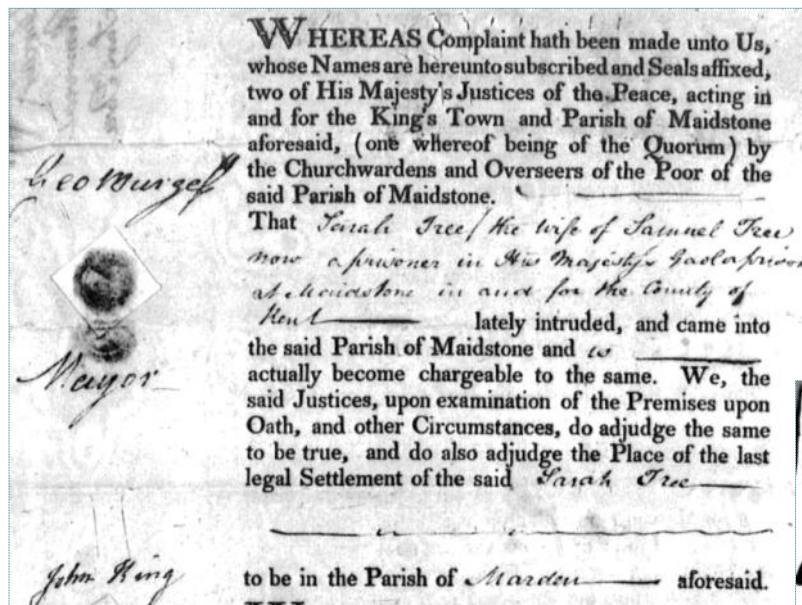 WHEREAS Complaint hath been made unto Us,
whose Names are hereunto subscribed and Seals affixed,
two of His Majesty's Justices of the Peace, acting in
and for the King's Town and Parish of Maidstone
aforesaid, (one whereof being of the Quorum) by
the Churchwardens and Overseers of the Poor of the
said Parish of Maidstone.
Geo Burgess
That Sarah Tree (the wife of Samuel Tree
now a prisoner in His Majestys Gaol a prison
at Maidstone in and for the County of
Kent lately intruded, and came into
the said Parish of Maidstone and is
Mayor
actually become chargeable to the same. We, the
said Justices, upon examination of the Premises upon
Oath, and other Circumstances, do adjudge the same
to be true, and do also adjudge the Place of the last
legal Settlement of the said Sarah Tree
John King
to be in the Parish of Marden aforesaid.